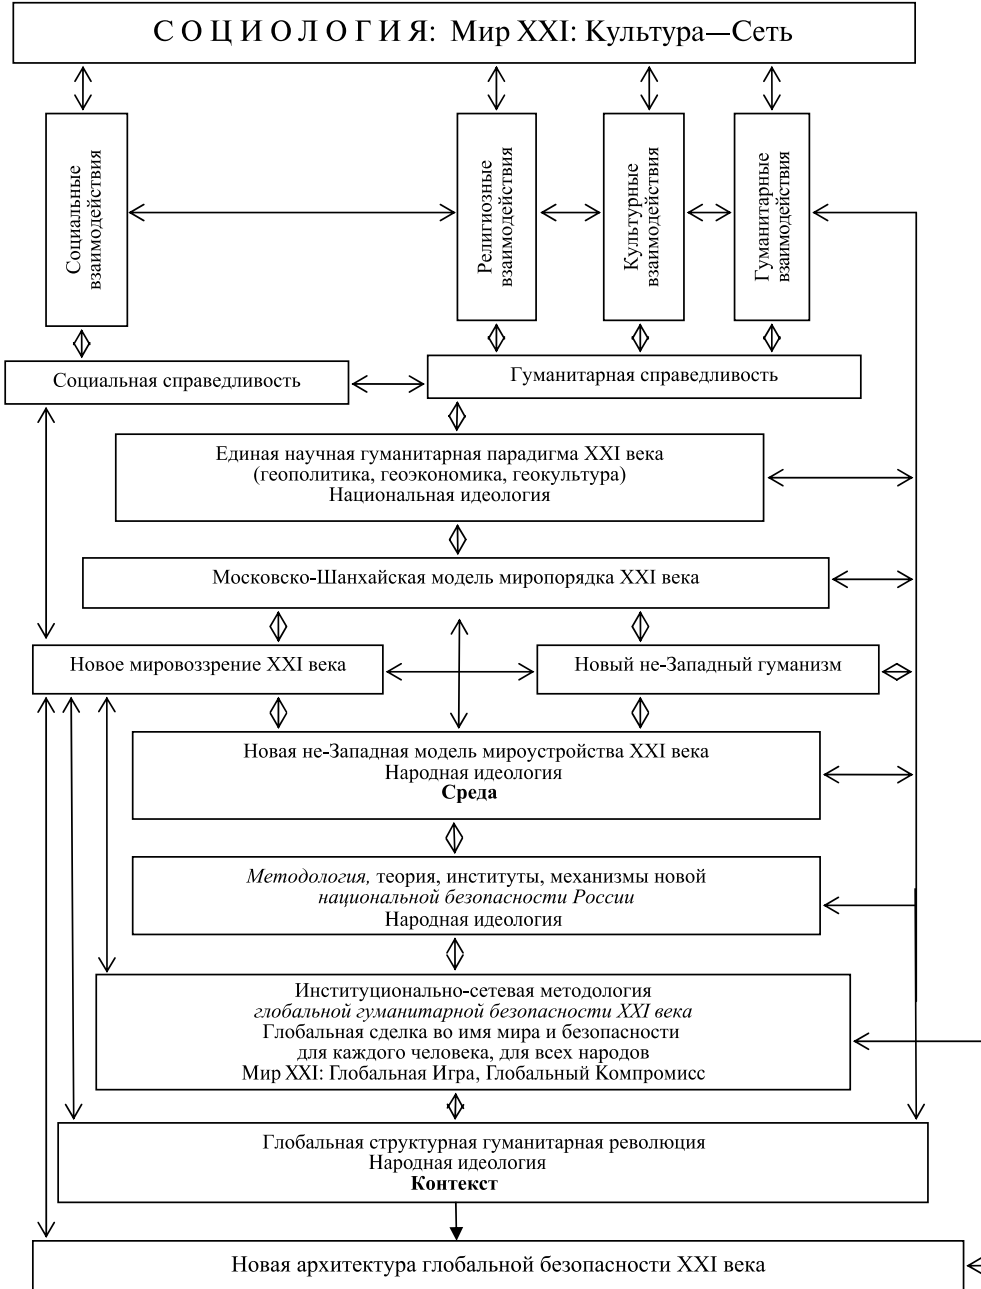 СОЦИОЛОГИЯ: Мир XXI: Культура—Сеть
Социальные
взаимодействия
Религиозные
взаимодействия
Культурные
взаимодействия
Гуманитарные
взаимодействия
Социальная справедливость
Гуманитарная справедливость
Единая научная гуманитарная парадигма XXI века
(геополитика, геоэкономика, геокультура)
Национальная идеология
Московско-Шанхайская модель миропорядка XXI века
Новое мировоззрение XXI века
Новый не-Западный гуманизм
Новая не-Западная модель мироустройства XXI века
Народная идеология
Среда
Методология, теория, институты, механизмы новой
национальной безопасности России
Народная идеология
Институционально-сетевая методология
глобальной гуманитарной безопасности XXI века
Глобальная сделка во имя мира и безопасности
для каждого человека, для всех народов
Мир XXI: Глобальная Игра, Глобальный Компромисс
Глобальная структурная гуманитарная революция
Народная идеология
Контекст
Новая архитектура глобальной безопасности XXI века